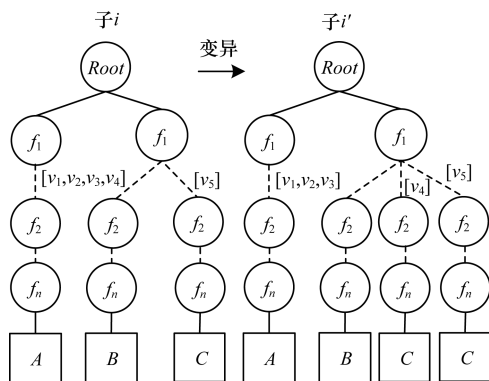 子i 子i′
变异
Root Root
f₁ f₁ f₁ f₁
[v₁,v₂,v₃,v₄] [v₅] [v₁,v₂,v₃] [v₄] [v₅]
f₂ f₂ f₂ f₂ f₂ f₂ f₂
fₙ fₙ fₙ fₙ fₙ fₙ fₙ
A B C A B C C